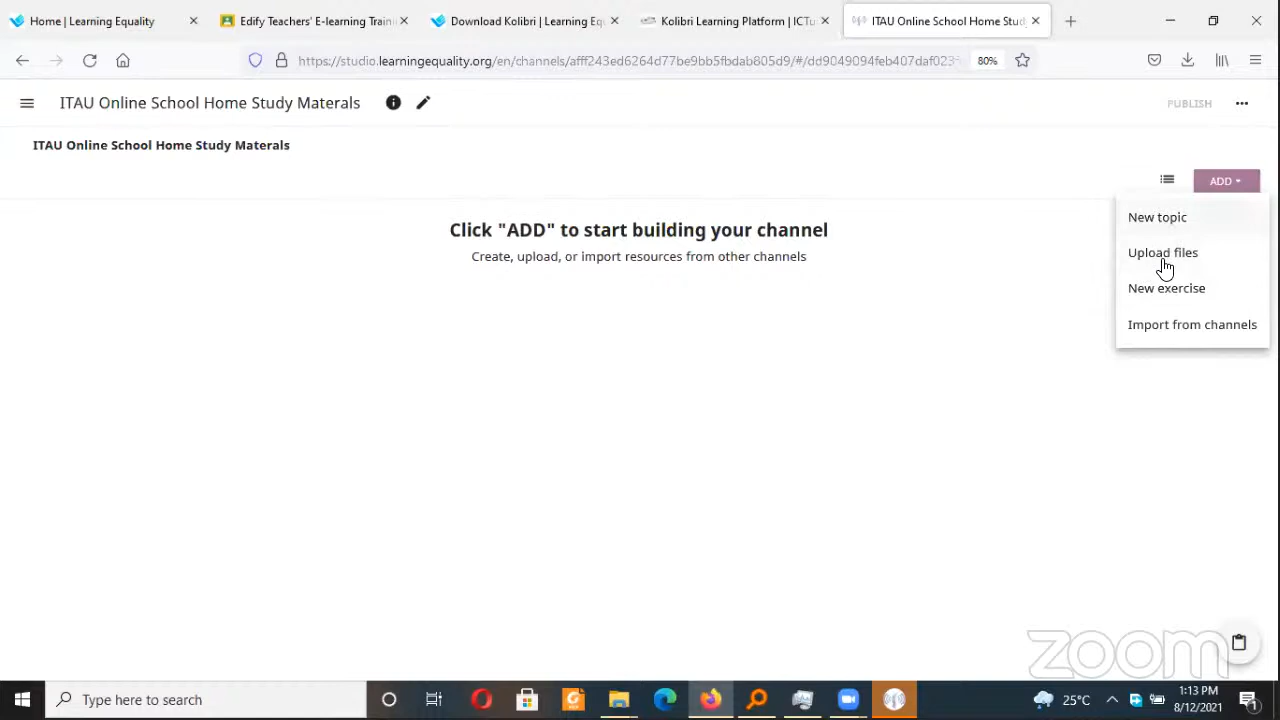 Home | Learning Equality
Edify Teachers' E-learning Traini
Download Kolibri | Learning Equ
Kolibri Learning Platform | ICTu
ITAU Online School Home Stud
https://studio.learningequality.org/en/channels/afff243ed6264d77be9bb5fbdab805d9/#/dd9049094feb407daf023
80%
ITAU Online School Home Study Materals
PUBLISH
ITAU Online School Home Study Materals
ADD
New topic
Upload files
New exercise
Import from channels
Click "ADD" to start building your channel
Create, upload, or import resources from other channels
zoom
Type here to search
25°C
1:13 PM
8/12/2021
1